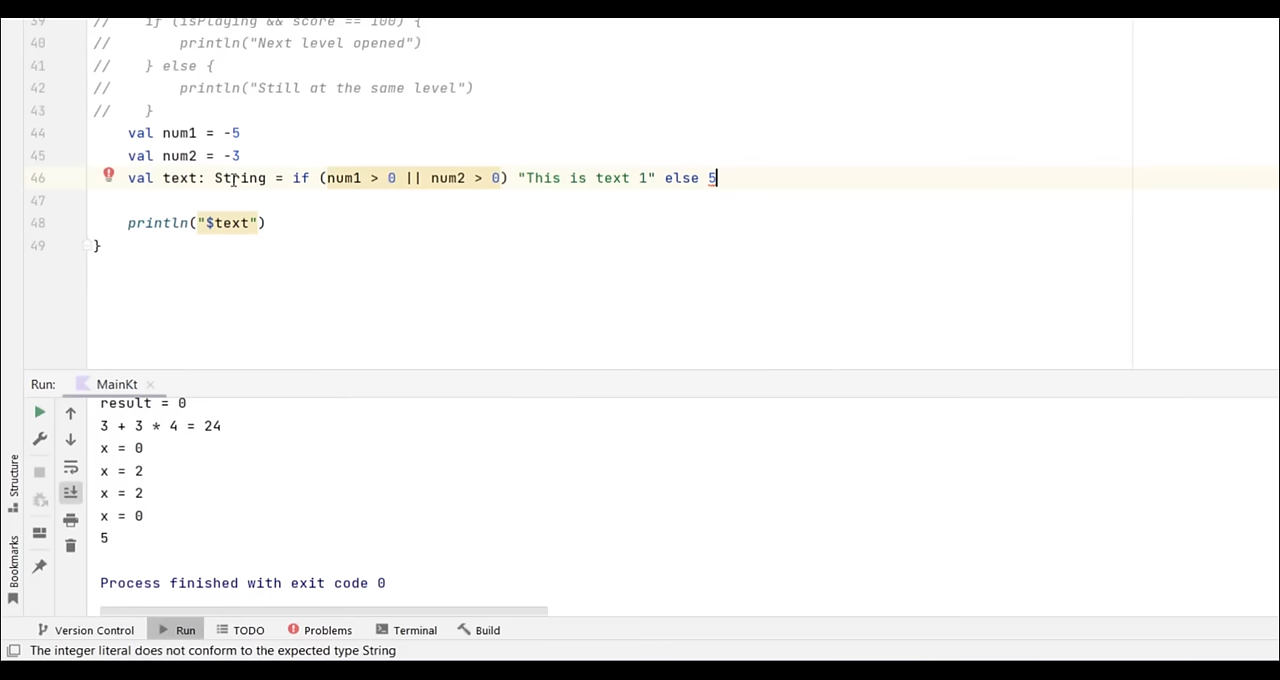 39 //    if (isPlaying && score == 100) {
40 //        println("Next level opened")
41 //    } else {
42 //        println("Still at the same level")
43 //    }
44 val num1 = -5
45 val num2 = -3
46 val text: String = if (num1 > 0 || num2 > 0) "This is text 1" else 5
47
48 println("$text")
49 }
Run: MainKt
result = 0
3 + 3 * 4 = 24
x = 0
x = 2
x = 2
x = 0
5
Process finished with exit code 0
Structure
Bookmarks
Version Control Run TODO Problems Terminal Build
The integer literal does not conform to the expected type String